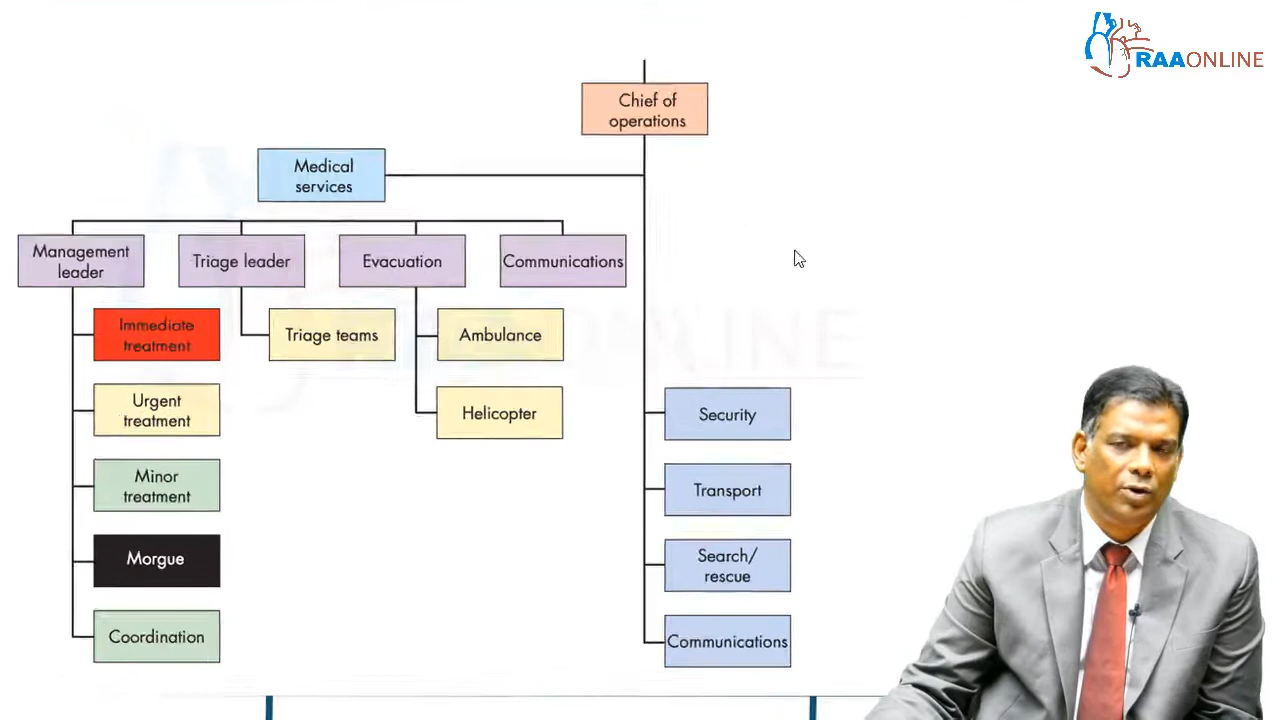 RAAONLINE
Chief of
operations
Medical
services
Management
leader
Triage leader
Evacuation
Communications
Immediate
treatment
Triage teams
Ambulance
Urgent
treatment
Helicopter
Security
Minor
treatment
Transport
Morgue
Search/
rescue
Coordination
Communications